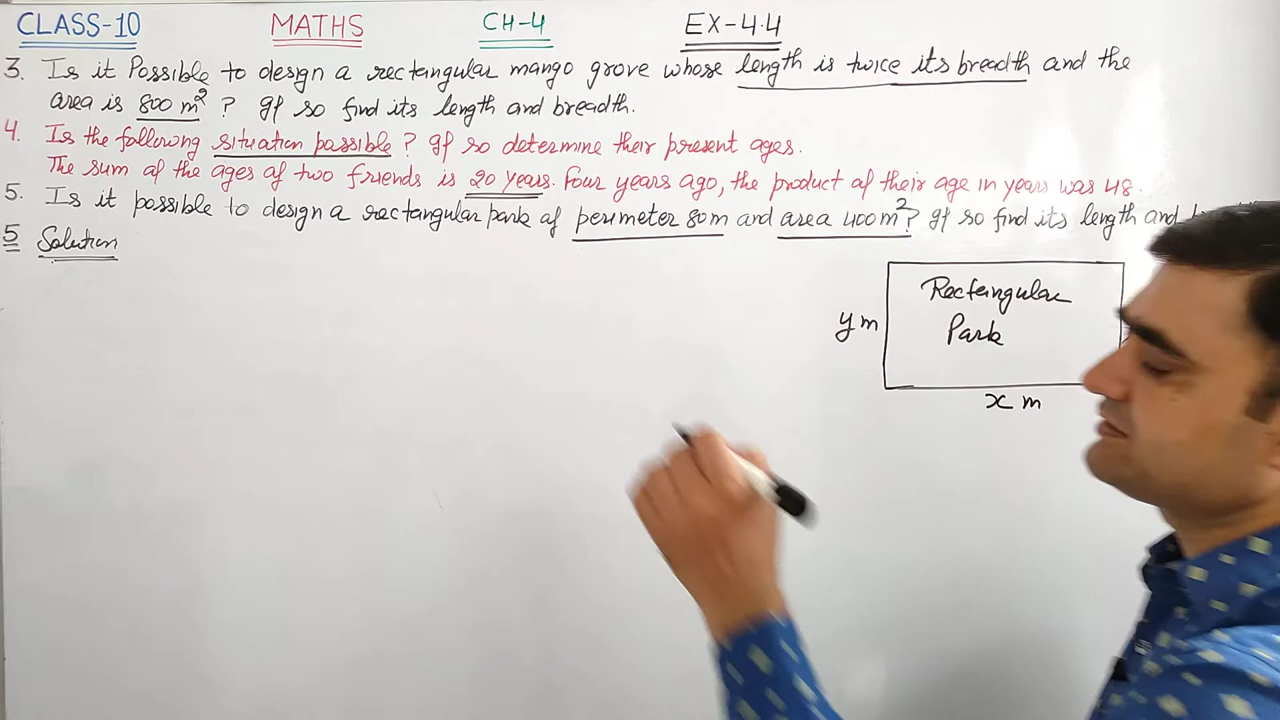 CLASS-10 MATHS CH-4 EX-4.4
3. Is it Possible to design a rectangular mango grove whose length is twice its breadth and the
area is 800 m² ? If so find its length and breadth.
4. Is the following situation possible ? If so determine their present ages.
The sum of the ages of two friends is 20 years. Four years ago, the product of their age in years was 48.
5. Is it possible to design a rectangular park of perimeter 80m and area 400m² ? If so find its length and
5 Solution
Rectangular
Park
y m
x m